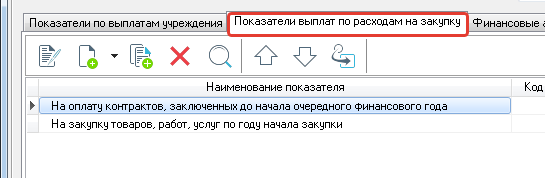 Показатели по выплатам учреждения Показатели выплат по расходам на закупку Финансовые а
Наименование показателя Код
На оплату контрактов, заключенных до начала очередного финансового года
На закупку товаров, работ, услуг по году начала закупки